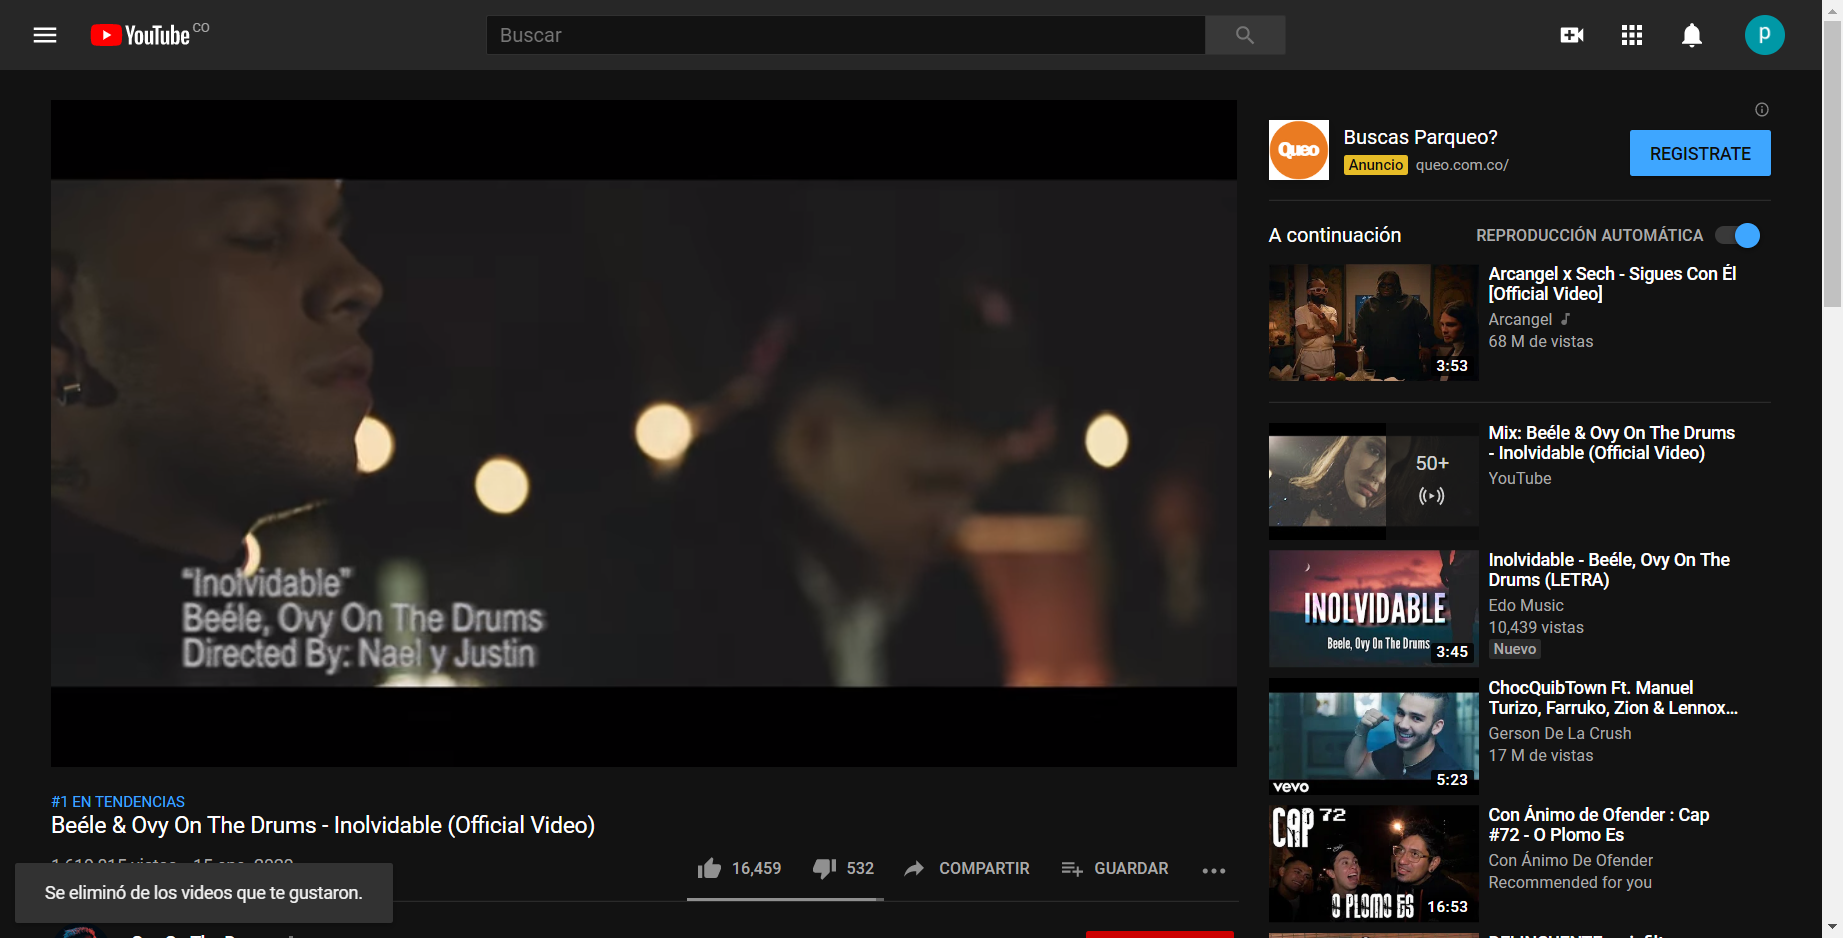 YouTube CO
Buscar
p
Buscas Parqueo?
Queo
Anuncio queo.com.co/
REGISTRATE
A continuación
REPRODUCCIÓN AUTOMÁTICA
Arcangel x Sech - Sigues Con Él
[Official Video]
Arcangel
68 M de vistas
3:53
Mix: Beéle & Ovy On The Drums
- Inolvidable (Official Video)
YouTube
50+
Inolvidable - Beéle, Ovy On The
Drums (LETRA)
Edo Music
10,439 vistas
Nuevo
INOLVIDABLE
Beele, Ovy On The Drums
3:45
ChocQuibTown Ft. Manuel
Turizo, Farruko, Zion & Lennox...
Gerson De La Crush
17 M de vistas
vevo
5:23
Con Ánimo de Ofender : Cap
#72 - O Plomo Es
Con Ánimo De Ofender
Recommended for you
CAP 72
O PLOMO ES
16:53
"Inolvidable"
Beéle, Ovy On The Drums
Directed By: Nael y Justin
#1 EN TENDENCIAS
Beéle & Ovy On The Drums - Inolvidable (Official Video)
16,459
532
COMPARTIR
GUARDAR
Se eliminó de los videos que te gustaron.